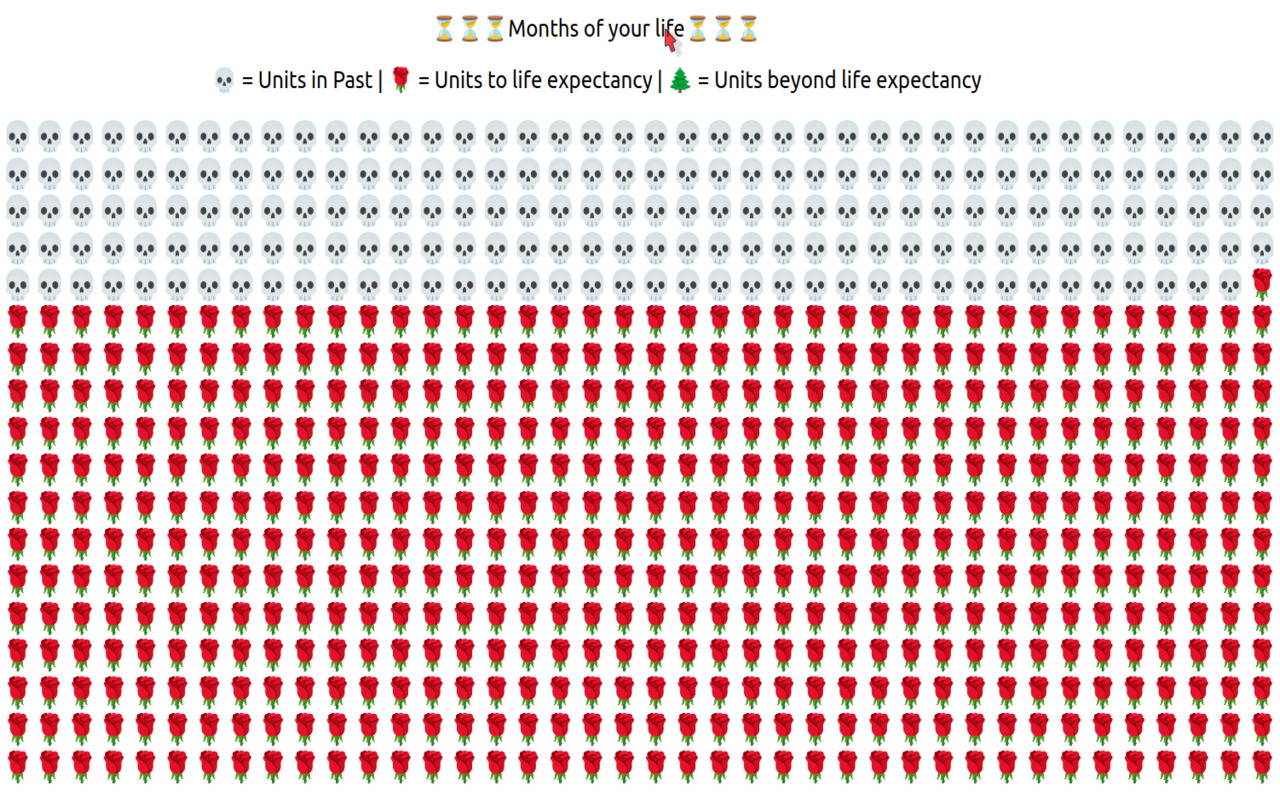 ⏳⏳⏳Months of your life⏳⏳⏳
💀 = Units in Past | 🌹 = Units to life expectancy | 🌲 = Units beyond life expectancy